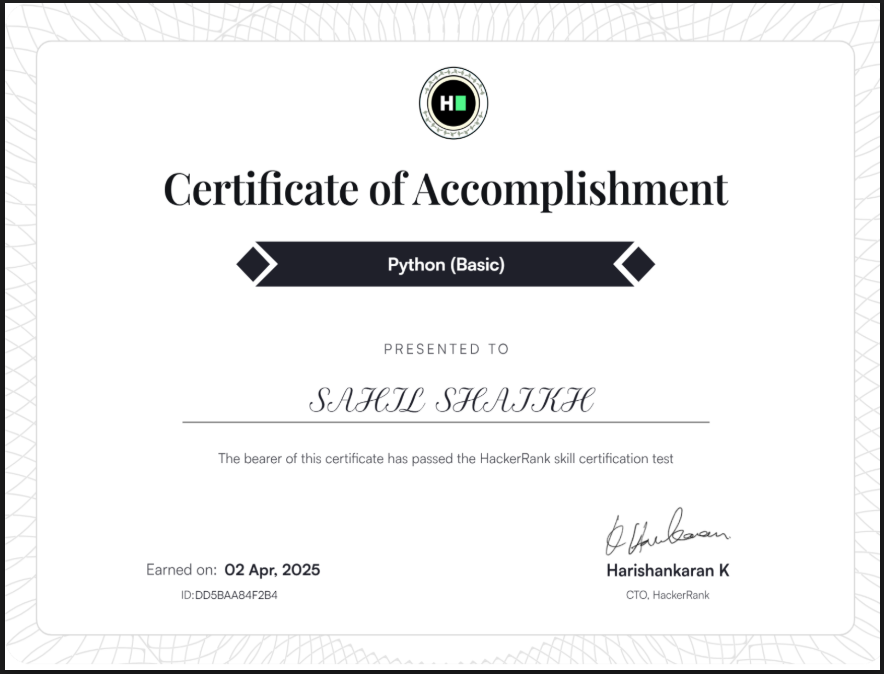 H
Certificate of Accomplishment
Python (Basic)
PRESENTED TO
SAHIL SHAIKH
The bearer of this certificate has passed the HackerRank skill certification test
Earned on: 02 Apr, 2025
ID:DD5BAA84F2B4
Harishankaran K
CTO, HackerRank